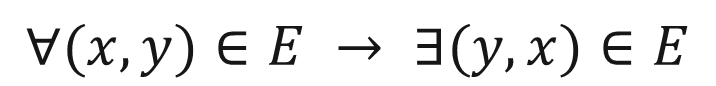 ∀(x, y) ∈ E → ∃(y, x) ∈ E